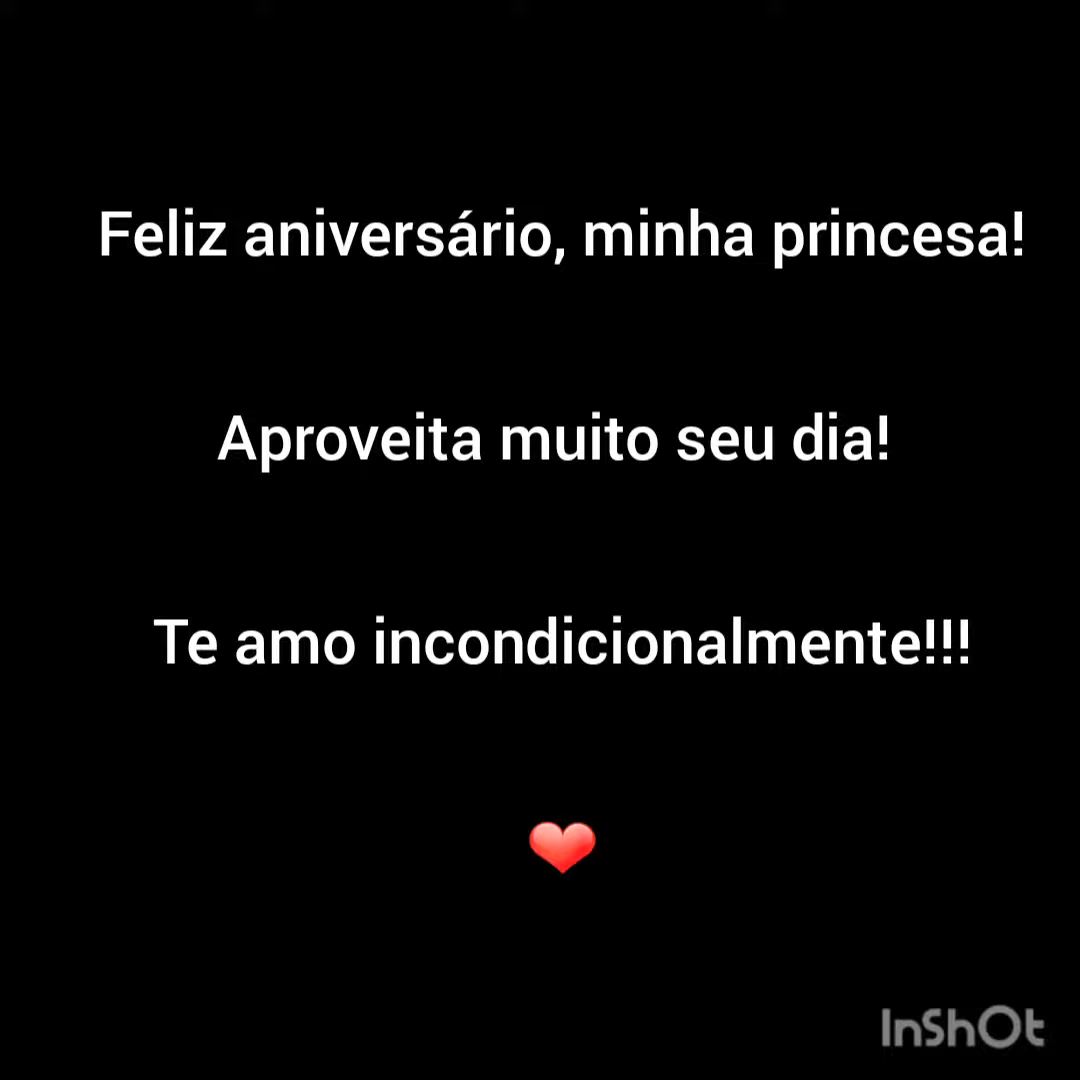 Feliz aniversário, minha princesa!
Aproveita muito seu dia!
Te amo incondicionalmente!!!
❤
InShOt